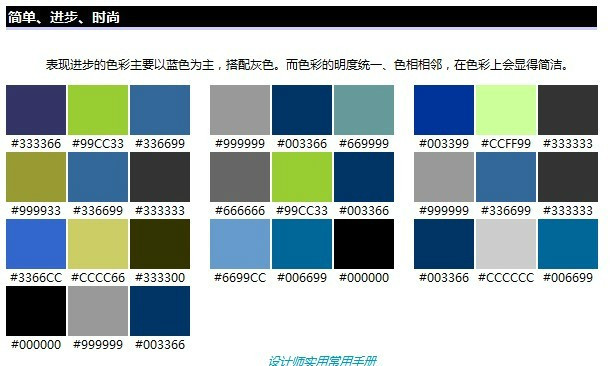 简单、进步、时尚
表现进步的色彩主要以蓝色为主，搭配灰色。而色彩的明度统一、色相相邻，在色彩上会显得简洁。
#333366 #99CC33 #336699 #999999 #003366 #669999 #003399 #CCFF99 #333333
#999933 #336699 #333333 #666666 #99CC33 #003366 #999999 #336699 #333333
#3366CC #CCCC66 #333300 #6699CC #006699 #000000 #003366 #CCCCCC #006699
#000000 #999999 #003366
设计师实用常用手册